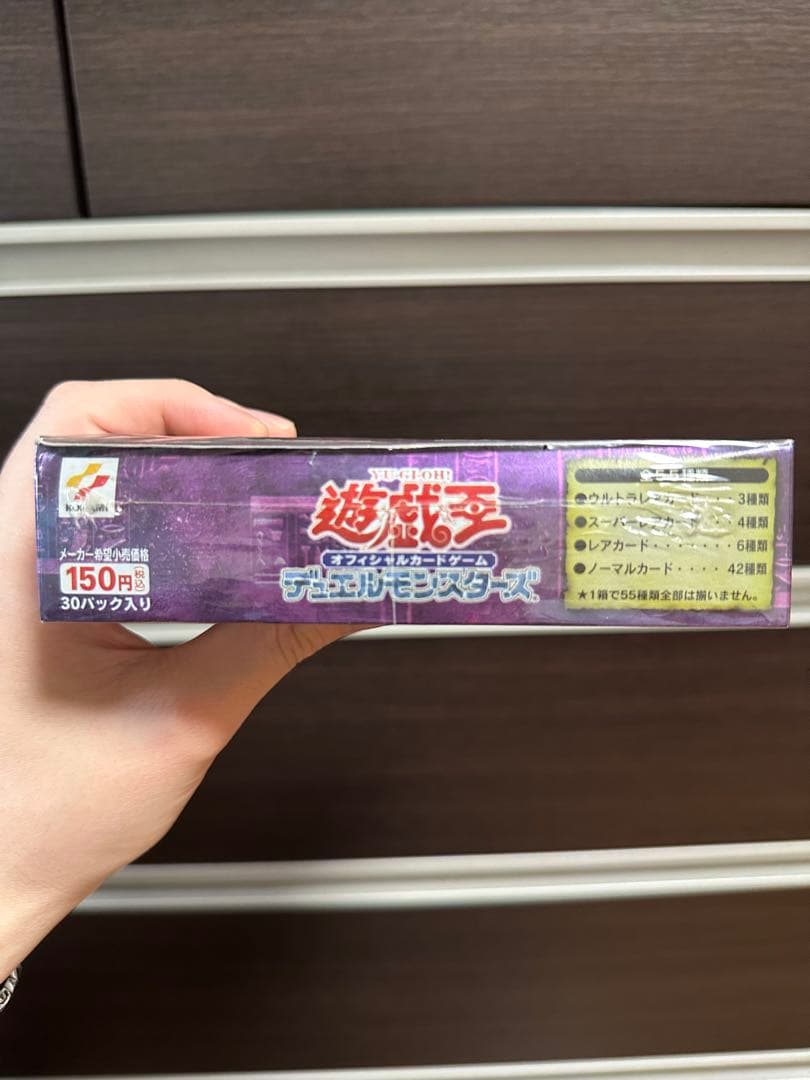 KONAMI
メーカー希望小売価格
150円(税込)
30パック入り
YU-GI-OH!
遊戯王
オフィシャルカードゲーム
デュエルモンスターズ
全55種類
●ウルトラレアカード・・・3種類
●スーパーレアカード・・・4種類
●レアカード・・・・・・・6種類
●ノーマルカード・・・・42種類
★1箱で55種類全部は揃いません。